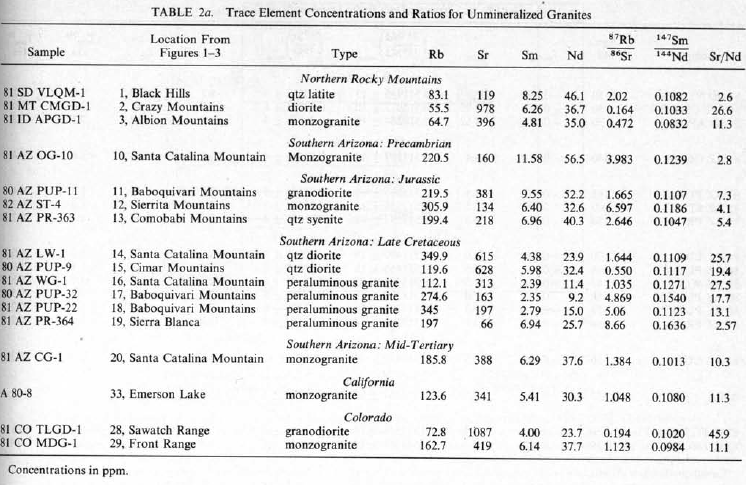 TABLE 2a. Trace Element Concentrations and Ratios for Unmineralized Granites
Sample Location From Figures 1–3 Type Rb Sr Sm Nd 87Rb/86Sr 147Sm/144Nd Sr/Nd
Northern Rocky Mountains
81 SD VLQM-1 1, Black Hills qtz latite 83.1 119 8.25 46.1 2.02 0.1082 2.6
81 MT CMGD-1 2, Crazy Mountains diorite 55.5 978 6.26 36.7 0.164 0.1033 26.6
81 ID APGD-1 3, Albion Mountains monzogranite 64.7 396 4.81 35.0 0.472 0.0832 11.3
Southern Arizona: Precambrian
81 AZ OG-10 10, Santa Catalina Mountain Monzogranite 220.5 160 11.58 56.5 3.983 0.1239 2.8
Southern Arizona: Jurassic
80 AZ PUP-11 11, Baboquivari Mountains granodiorite 219.5 381 9.55 52.2 1.665 0.1107 7.3
82 AZ ST-4 12, Sierrita Mountains monzogranite 305.9 134 6.40 32.6 6.597 0.1186 4.1
81 AZ PR-363 13, Comobabi Mountains qtz syenite 199.4 218 6.96 40.3 2.646 0.1047 5.4
Southern Arizona: Late Cretaceous
81 AZ LW-1 14, Santa Catalina Mountain qtz diorite 349.9 615 4.38 23.9 1.644 0.1109 25.7
80 AZ PUP-9 15, Cimar Mountains qtz diorite 119.6 628 5.98 32.4 0.550 0.1117 19.4
81 AZ WG-1 16, Santa Catalina Mountain peraluminous granite 112.1 313 2.39 11.4 1.035 0.1271 27.5
80 AZ PUP-32 17, Baboquivari Mountains peraluminous granite 274.6 163 2.35 9.2 4.869 0.1540 17.7
81 AZ PUP-22 18, Baboquivari Mountains peraluminous granite 345 197 2.79 15.0 5.06 0.1123 13.1
81 AZ PR-364 19, Sierra Blanca peraluminous granite 197 66 6.94 25.7 8.66 0.1636 2.57
Southern Arizona: Mid-Tertiary
81 AZ CG-1 20, Santa Catalina Mountain monzogranite 185.8 388 6.29 37.6 1.384 0.1013 10.3
California
A 80-8 33, Emerson Lake monzogranite 123.6 341 5.41 30.3 1.048 0.1080 11.3
Colorado
81 CO TLGD-1 28, Sawatch Range granodiorite 72.8 1087 4.00 23.7 0.194 0.1020 45.9
81 CO MDG-1 29, Front Range monzogranite 162.7 419 6.14 37.7 1.123 0.0984 11.1
Concentrations in ppm.